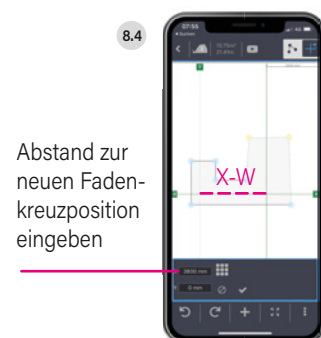 8.4
07:55
Abstand zur
neuen Faden-
kreuzposition
eingeben
X-W
0 mm